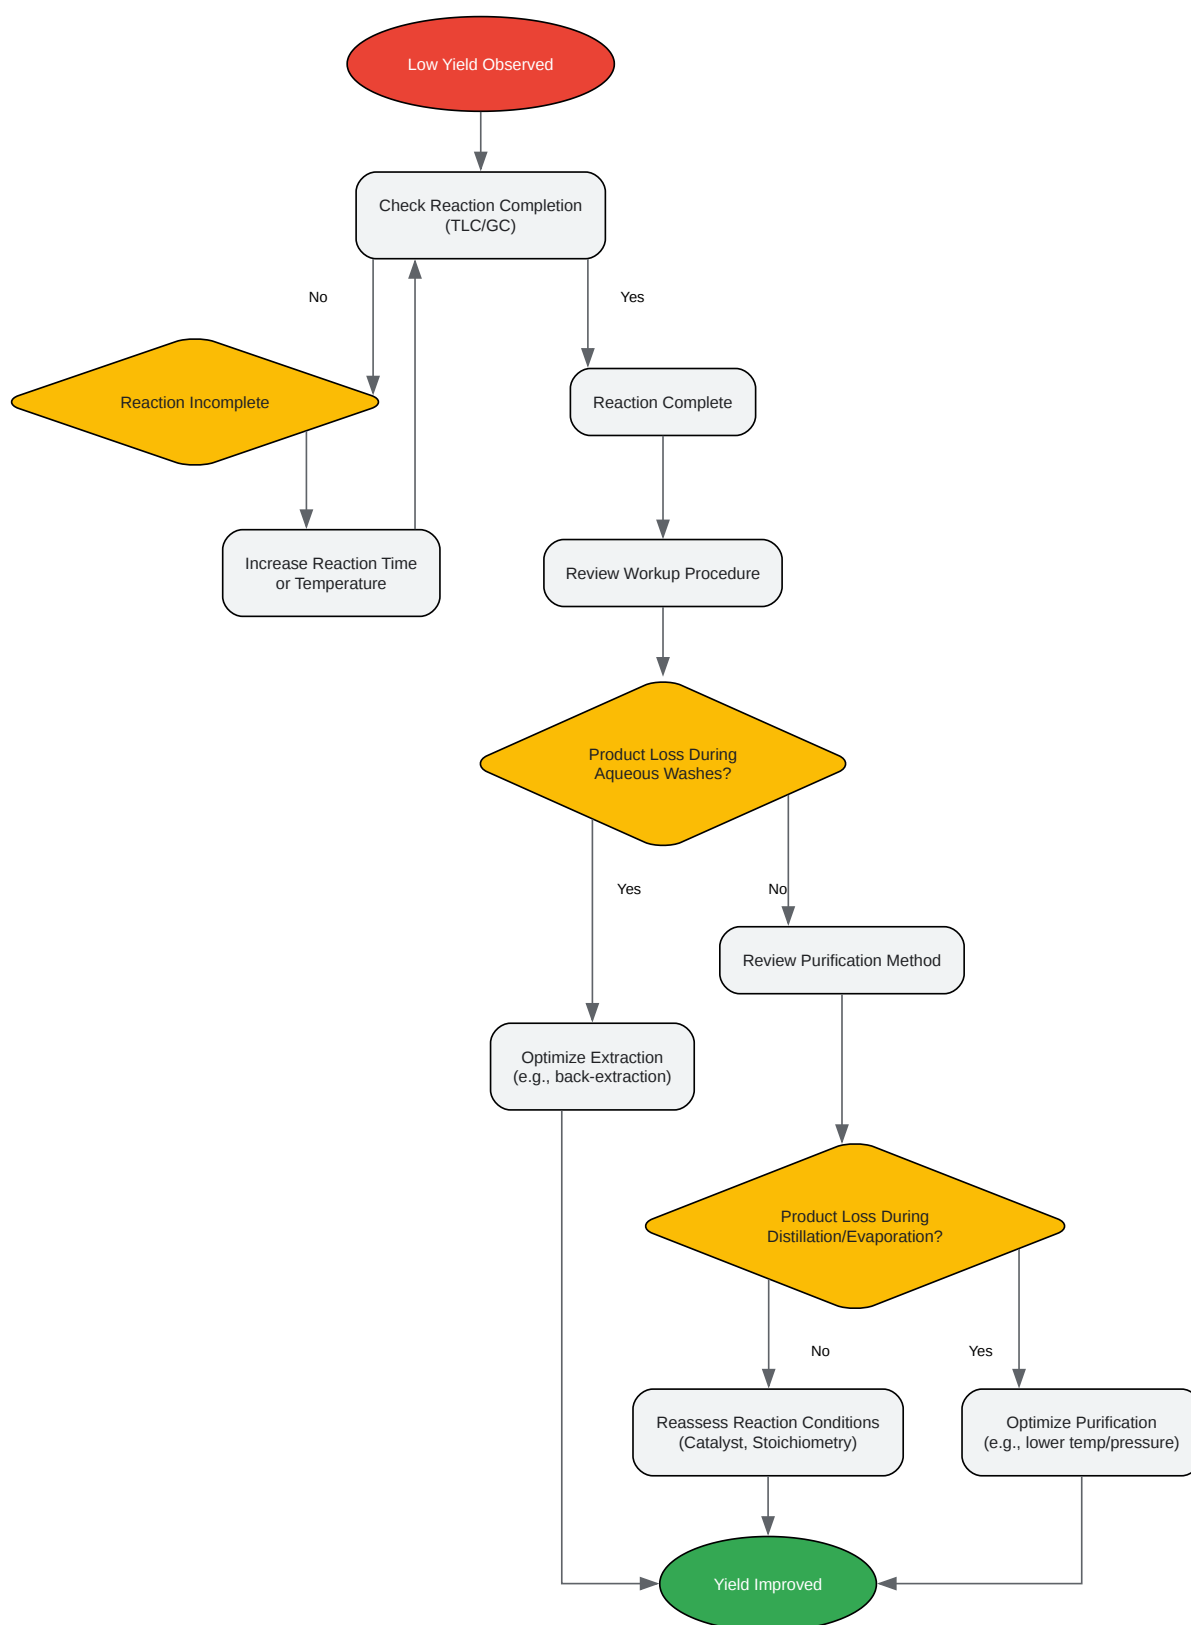 Low Yield Observed
Check Reaction Completion
(TLC/GC)
No
Yes
Reaction Incomplete
Reaction Complete
Increase Reaction Time
or Temperature
Review Workup Procedure
Product Loss During
Aqueous Washes?
Yes
No
Review Purification Method
Optimize Extraction
(e.g., back-extraction)
Product Loss During
Distillation/Evaporation?
No
Yes
Reassess Reaction Conditions
(Catalyst, Stoichiometry)
Optimize Purification
(e.g., lower temp/pressure)
Yield Improved